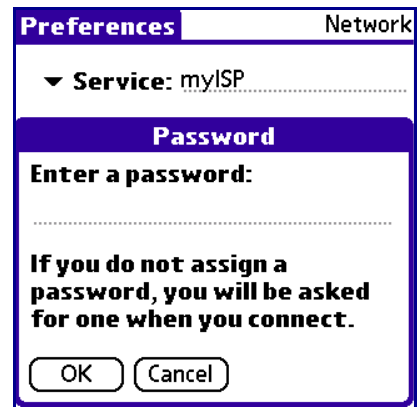 Preferences Network
Service: myISP
Password
Enter a password:
If you do not assign a
password, you will be asked
for one when you connect.
OK Cancel